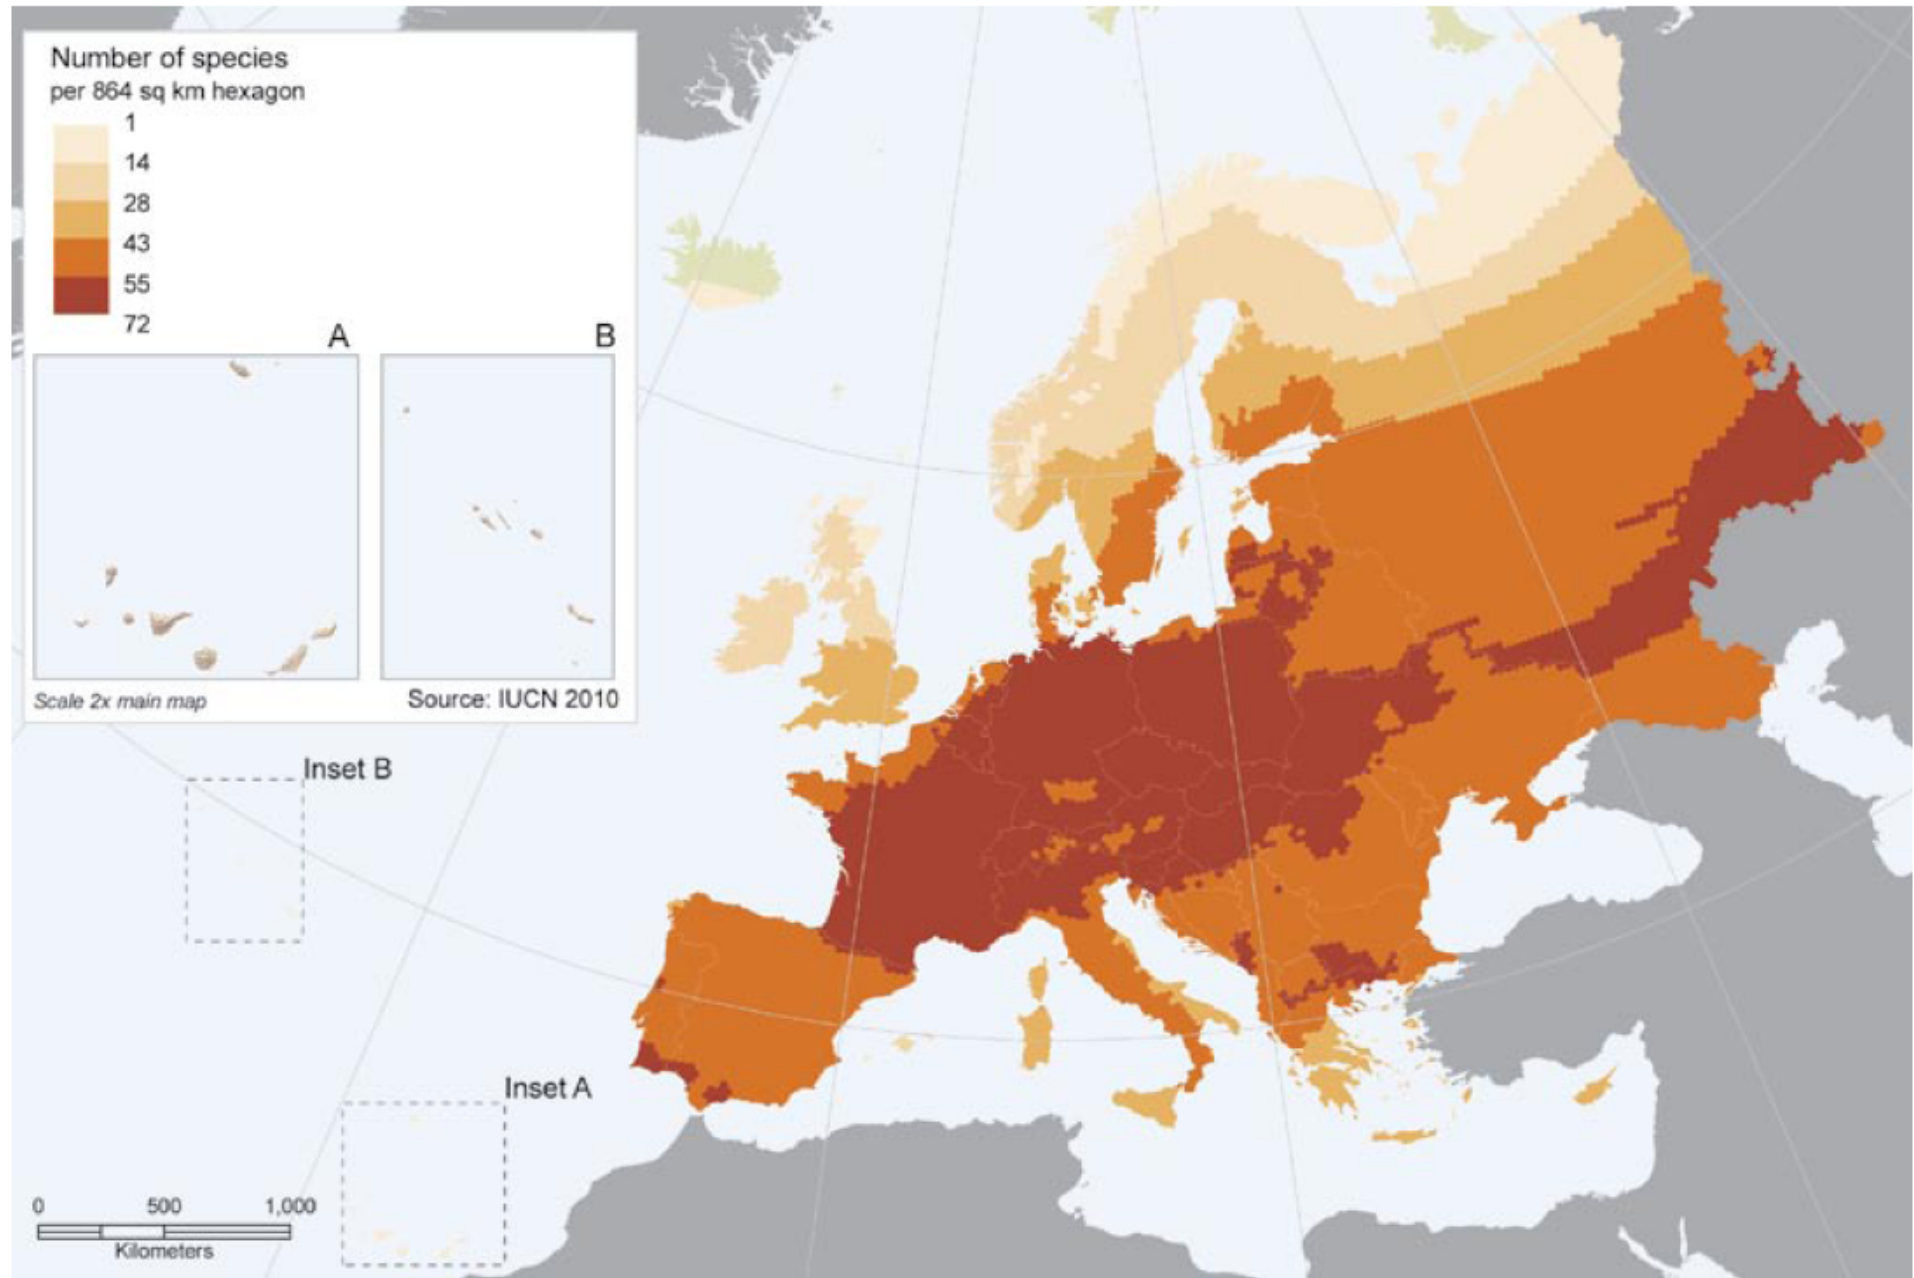 Number of species
per 864 sq km hexagon
1
14
28
43
55
72
A
B
Scale 2x main map
Source: IUCN 2010
Inset B
Inset A
0 500 1,000
Kilometers